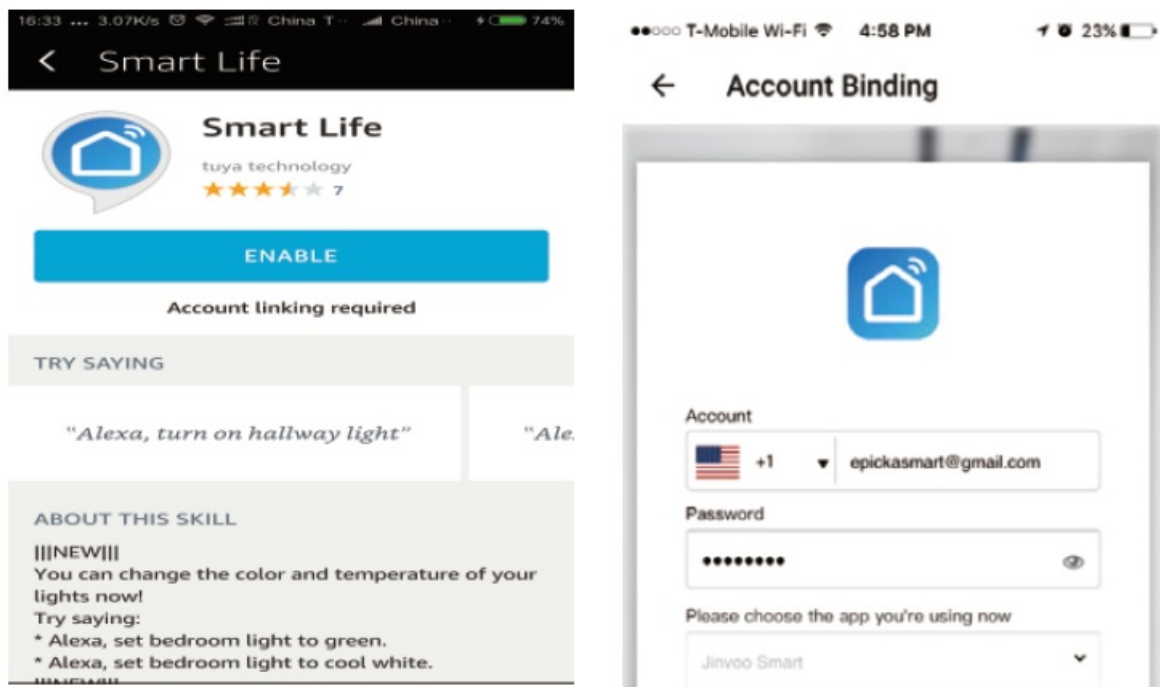 16:33 ... 3.07K/s China T·· China·· 74%
Smart Life
Smart Life
tuya technology
7
ENABLE
Account linking required
TRY SAYING
“Alexa, turn on hallway light”
“Ale.
ABOUT THIS SKILL
|||NEW|||
You can change the color and temperature of your
lights now!
Try saying:
* Alexa, set bedroom light to green.
* Alexa, set bedroom light to cool white.
|||NEW|||
T-Mobile Wi-Fi 4:58 PM 23%
Account Binding
Account
+1 epickasmart@gmail.com
Password
••••••••
Please choose the app you're using now
Jinvoo Smart